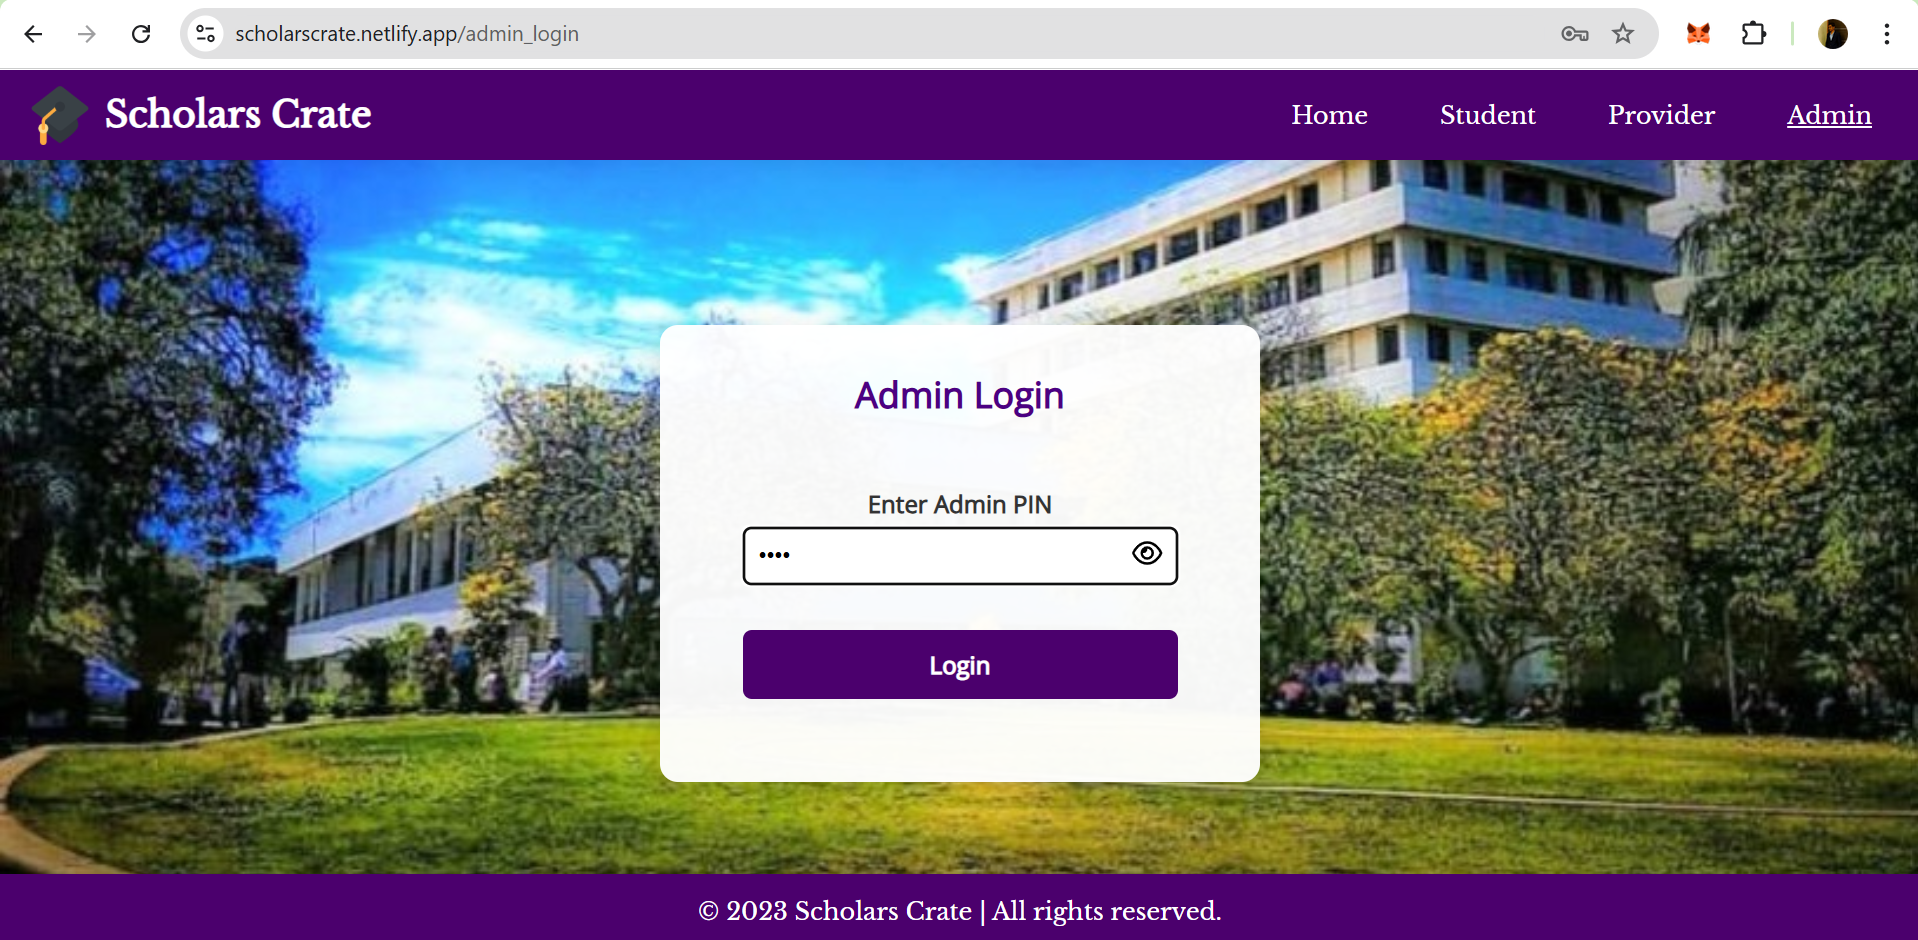 scholarscrate.netlify.app/admin_login
Scholars Crate
Home
Student
Provider
Admin
Admin Login
Enter Admin PIN
••••
Login
© 2023 Scholars Crate | All rights reserved.